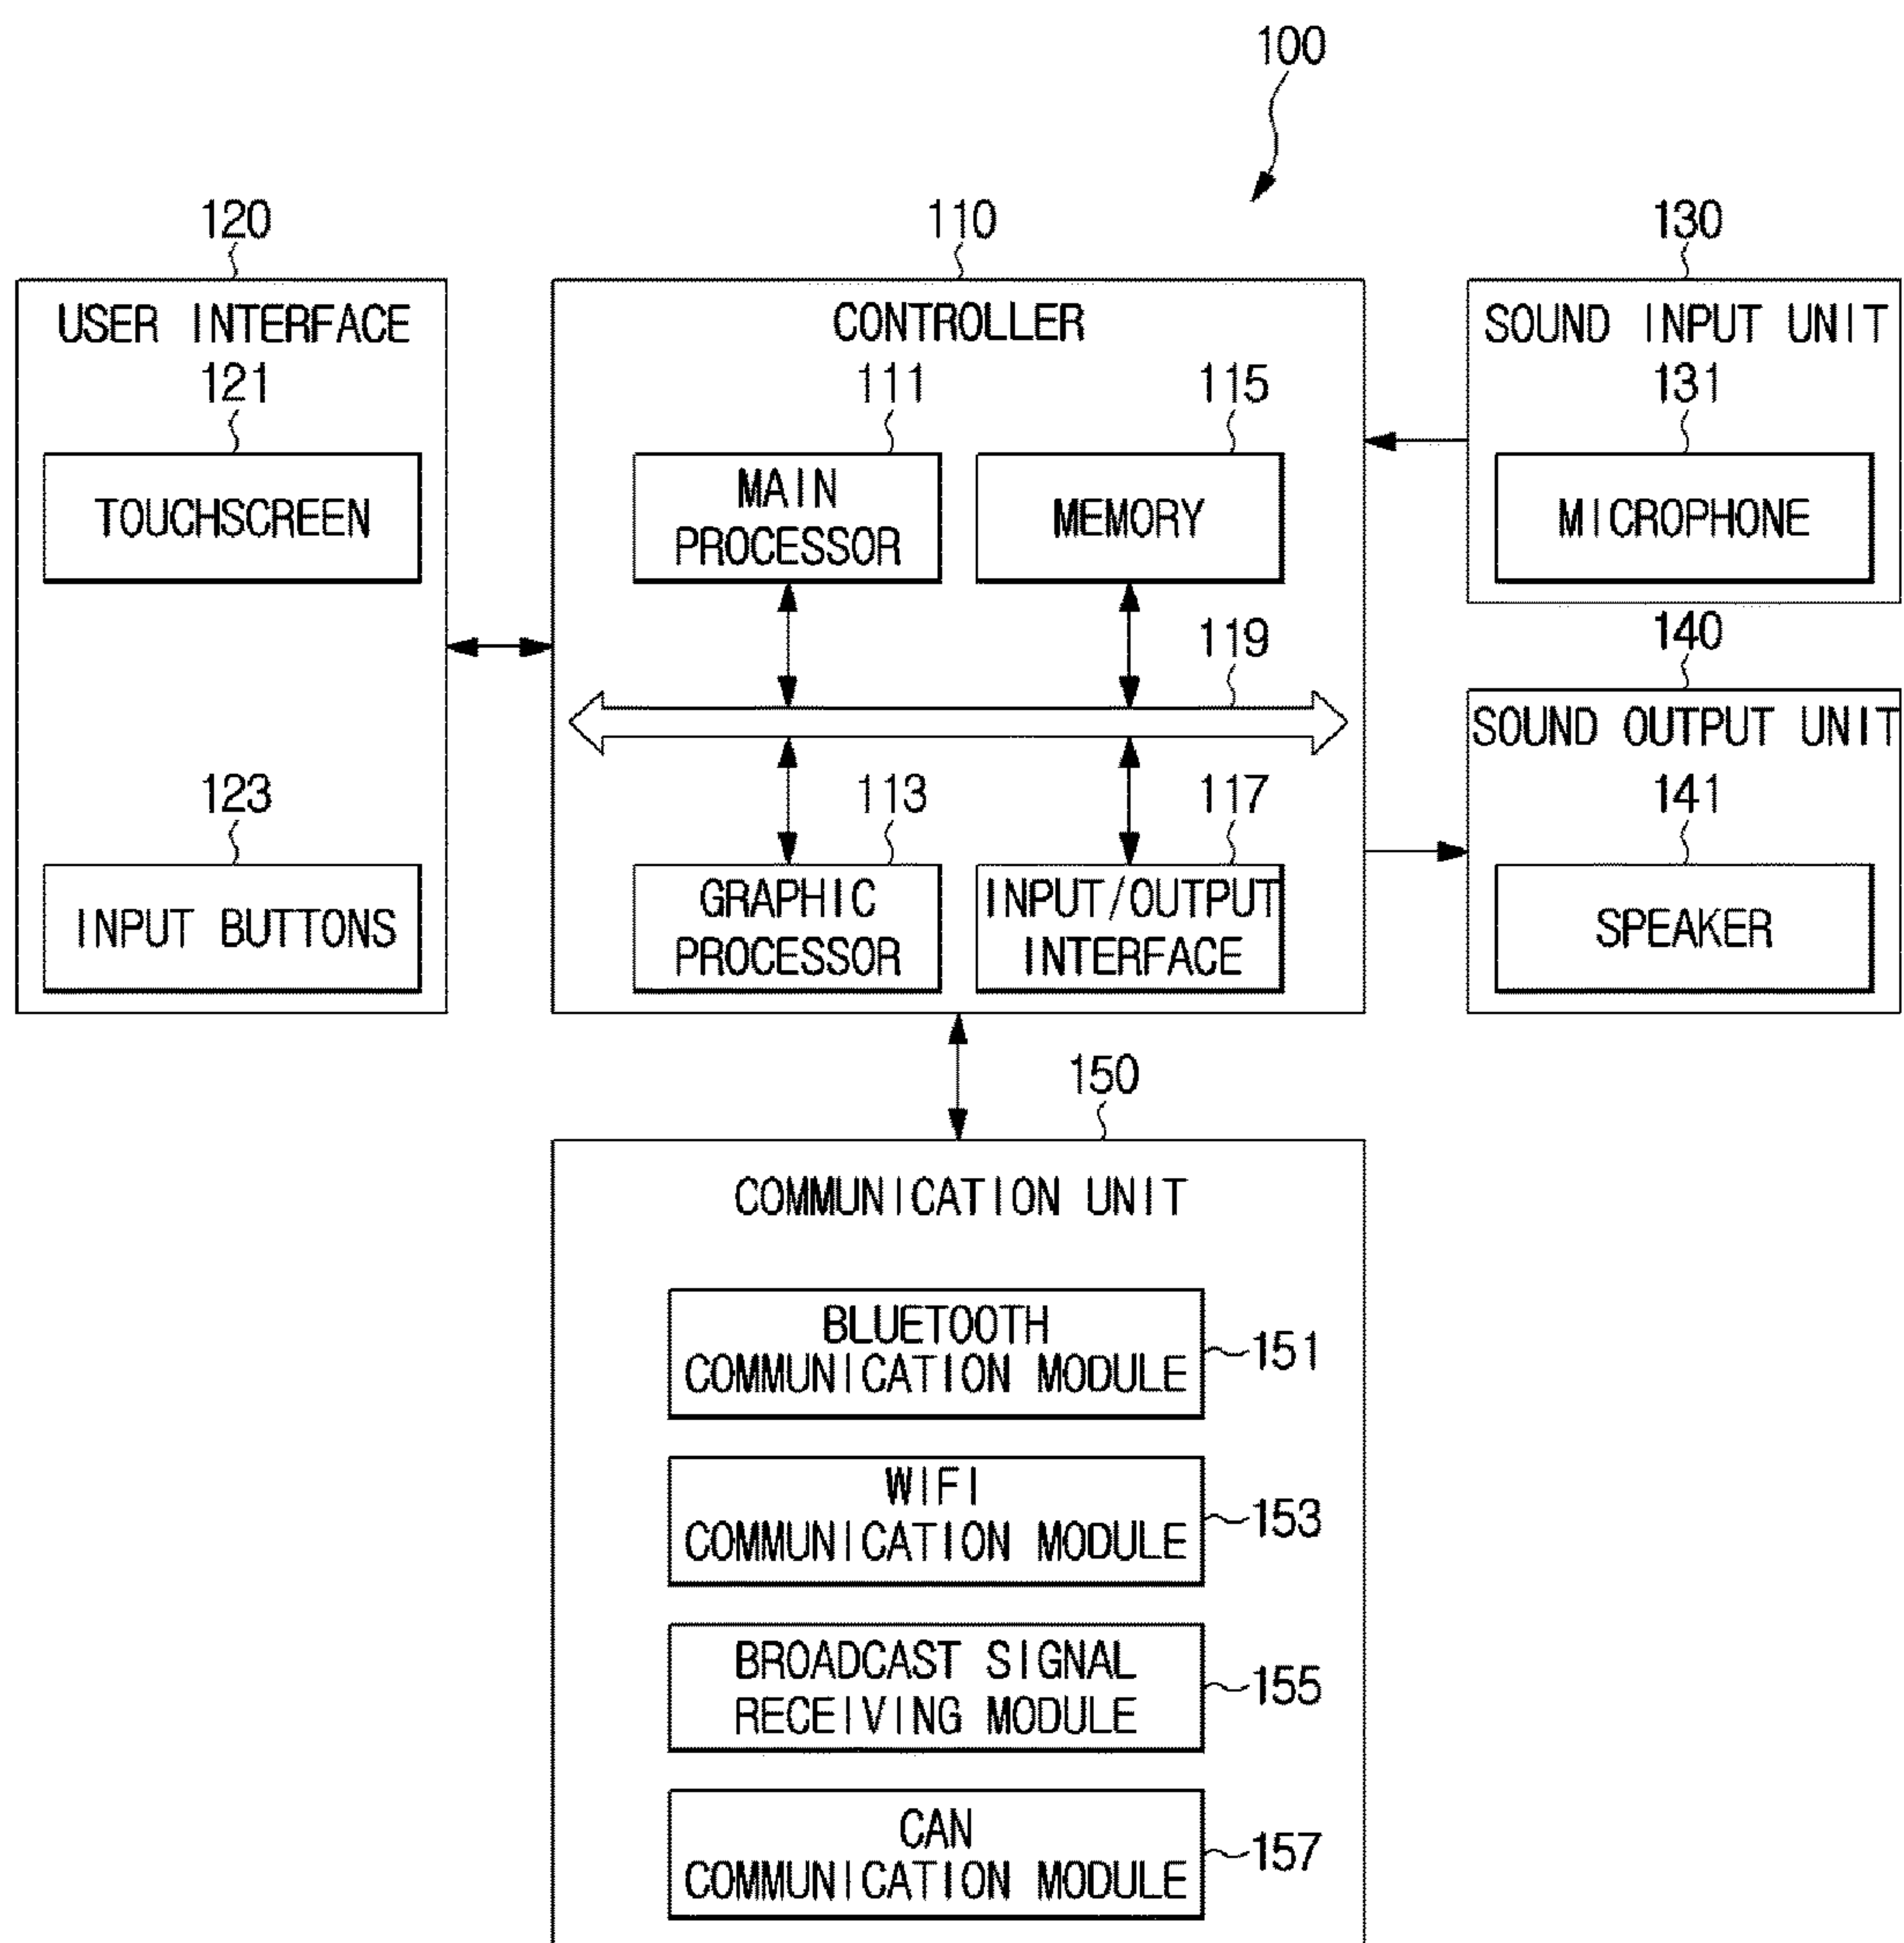 100
120
110
130
USER INTERFACE
CONTROLLER
SOUND INPUT UNIT
121
111
115
131
TOUCHSCREEN
MAIN
PROCESSOR
MEMORY
MICROPHONE
119
140
SOUND OUTPUT UNIT
123
113
117
141
INPUT BUTTONS
GRAPHIC
PROCESSOR
INPUT/OUTPUT
INTERFACE
SPEAKER
150
COMMUNICATION UNIT
BLUETOOTH
COMMUNICATION MODULE
151
WIFI
COMMUNICATION MODULE
153
BROADCAST SIGNAL
RECEIVING MODULE
155
CAN
COMMUNICATION MODULE
157